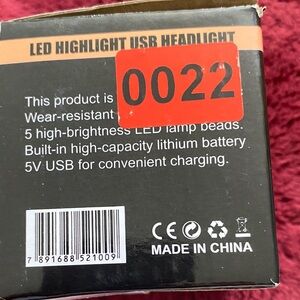 LED HIGHLIGHT USB HEADLIGHT
0022
This product is
Wear-resistant
5 high-brightness LED lamp beads.
Built-in high-capacity lithium battery
5V USB for convenient charging.
CE
MADE IN CHINA
7 891688 521009